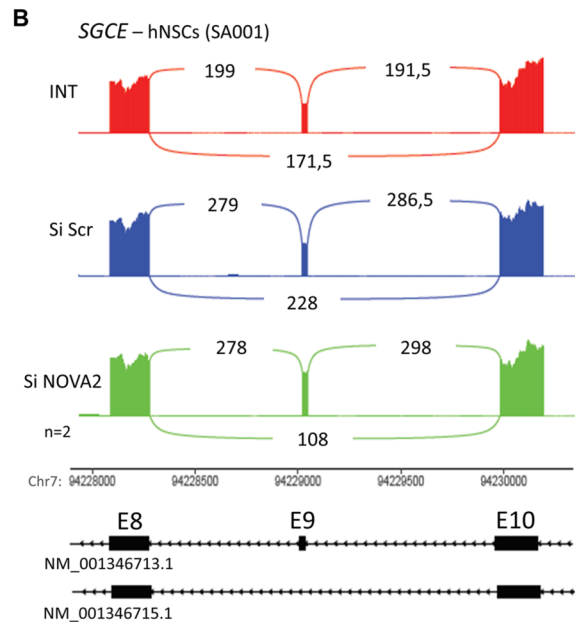 B
SGCE – hNSCs (SA001)
INT
199
191,5
171,5
Si Scr
279
286,5
228
Si NOVA2
278
298
n=2
108
Chr7: 94228000 94228500 94229000 94229500 94230000
E8 E9 E10
NM_001346713.1
NM_001346715.1